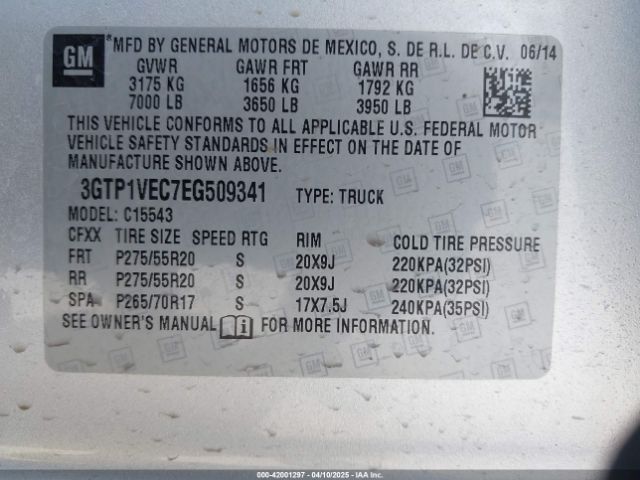 GM
*MFD BY GENERAL MOTORS DE MEXICO, S. DE R.L. DE C.V. 06/14
GVWR GAWR FRT GAWR RR
3175 KG 1656 KG 1792 KG
7000 LB 3650 LB 3950 LB
THIS VEHICLE CONFORMS TO ALL APPLICABLE U.S. FEDERAL MOTOR
VEHICLE SAFETY STANDARDS IN EFFECT ON THE DATE OF
MANUFACTURE SHOWN ABOVE.
3GTP1VEC7EG509341 TYPE: TRUCK
MODEL: C15543
CFXX TIRE SIZE SPEED RTG RIM COLD TIRE PRESSURE
FRT P275/55R20 S 20X9J 220KPA(32PSI)
RR P275/55R20 S 20X9J 220KPA(32PSI)
SPA P265/70R17 S 17X7.5J 240KPA(35PSI)
SEE OWNER'S MANUAL i FOR MORE INFORMATION.
000-42001297 - 04/10/2025 - IAAI.COM